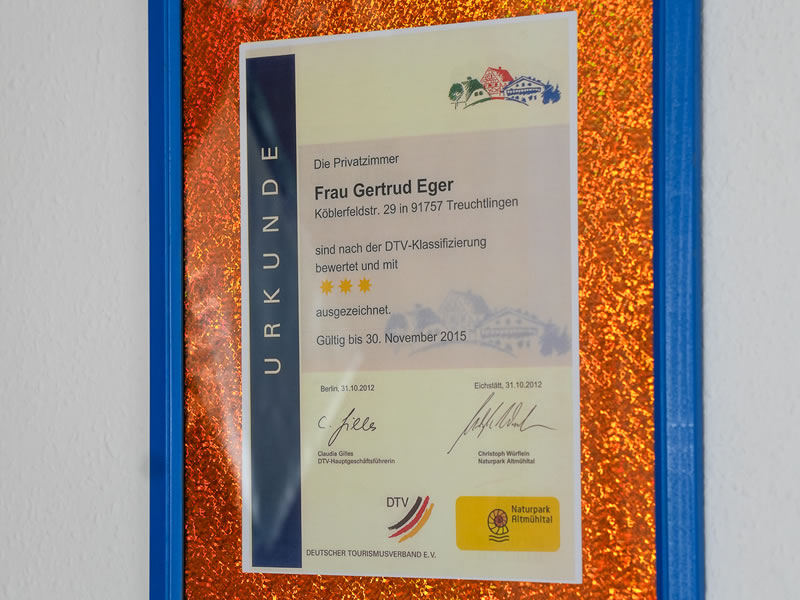 URKUNDE
Die Privatzimmer
Frau Gertrud Eger
Köblerfeldstr. 29 in 91757 Treuchtlingen
sind nach der DTV-Klassifizierung
bewertet und mit
ausgezeichnet.
Gültig bis 30. November 2015
Berlin, 31.10.2012
Eichstätt, 31.10.2012
C. Gilles
Claudia Gilles
DTV-Hauptgeschäftsführerin
Christoph Würflein
Naturpark Altmühltal
DTV
DEUTSCHER TOURISMUSVERBAND E.V.
Naturpark
Altmühltal